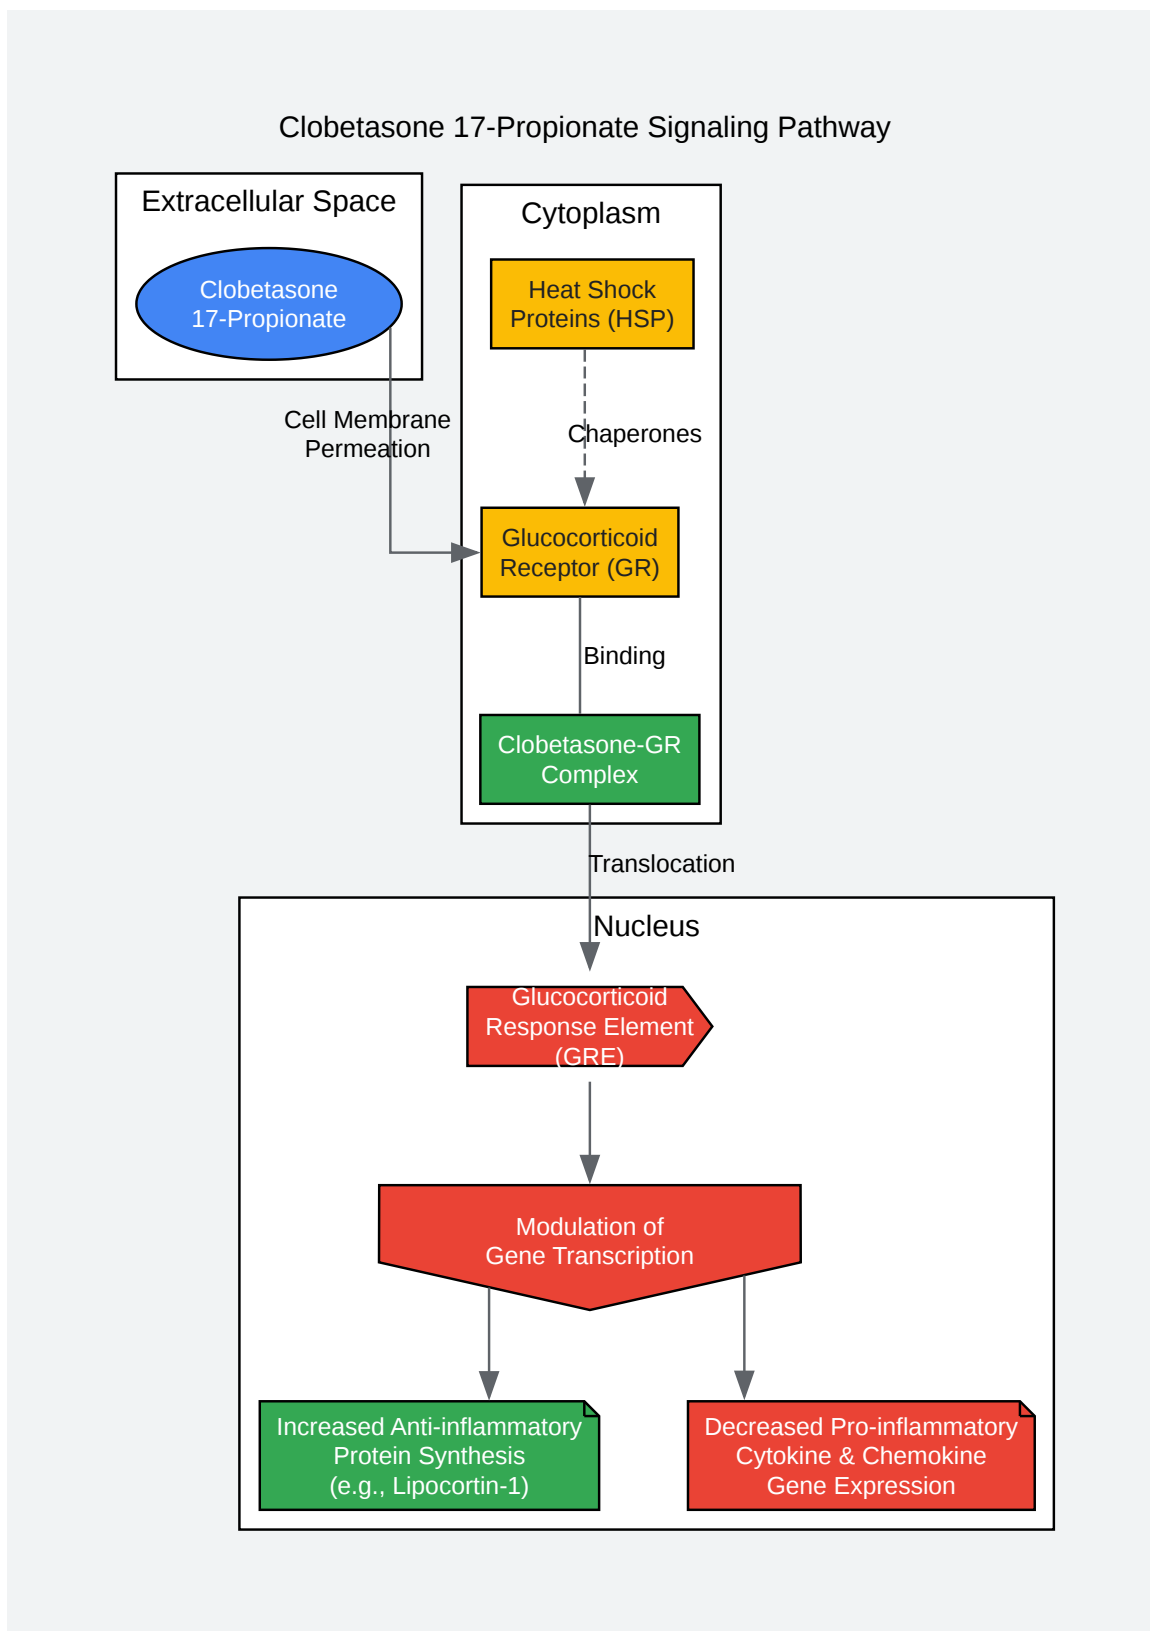 Clobetasone 17-Propionate Signaling Pathway
Extracellular Space
Clobetasone
17-Propionate
Cell Membrane
Permeation
Cytoplasm
Heat Shock
Proteins (HSP)
Chaperones
Glucocorticoid
Receptor (GR)
Binding
Clobetasone-GR
Complex
Translocation
Nucleus
Glucocorticoid
Response Element
(GRE)
Modulation of
Gene Transcription
Increased Anti-inflammatory
Protein Synthesis
(e.g., Lipocortin-1)
Decreased Pro-inflammatory
Cytokine & Chemokine
Gene Expression